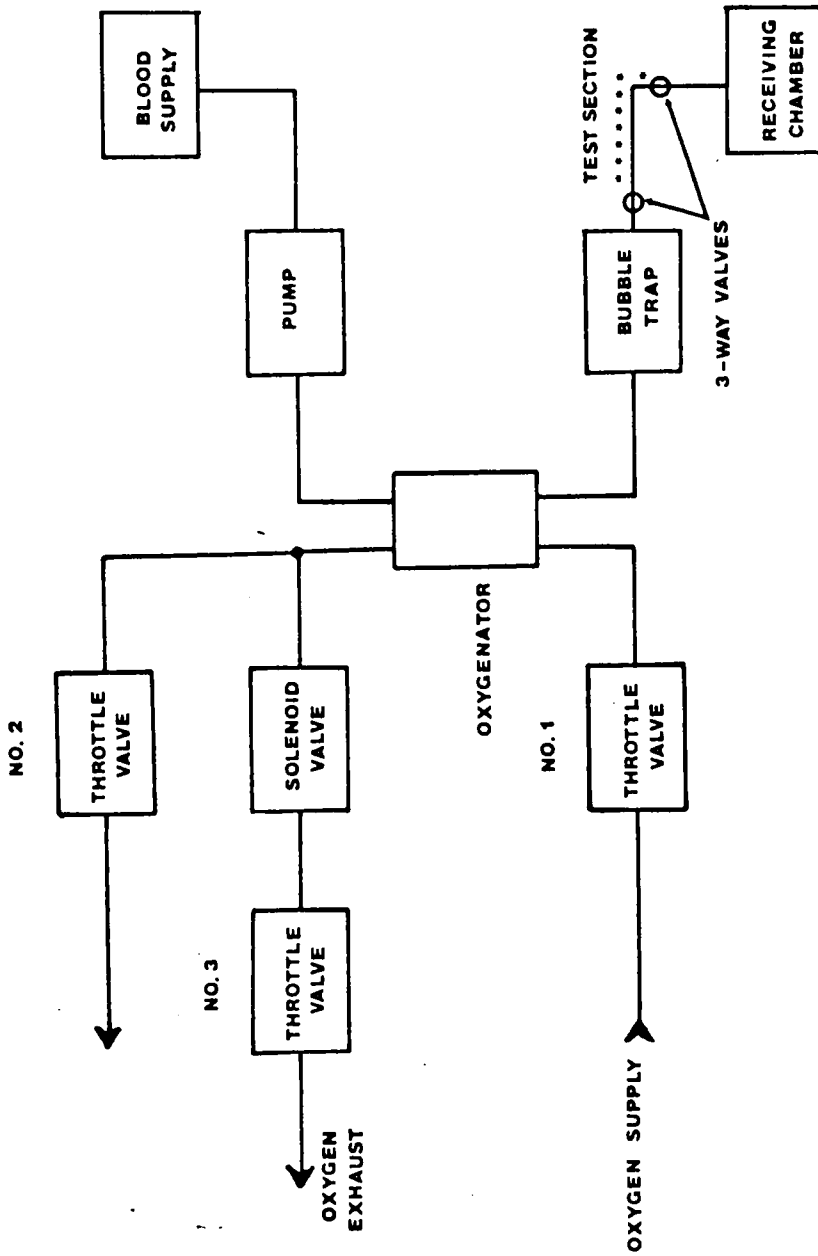 NO. 2
THROTTLE
VALVE
NO. 3
THROTTLE
VALVE
SOLENOID
VALVE
OXYGEN
EXHAUST
PUMP
BLOOD
SUPPLY
OXYGENATOR
NO. 1
THROTTLE
VALVE
OXYGEN SUPPLY
BUBBLE
TRAP
3-WAY VALVES
TEST SECTION
RECEIVING
CHAMBER